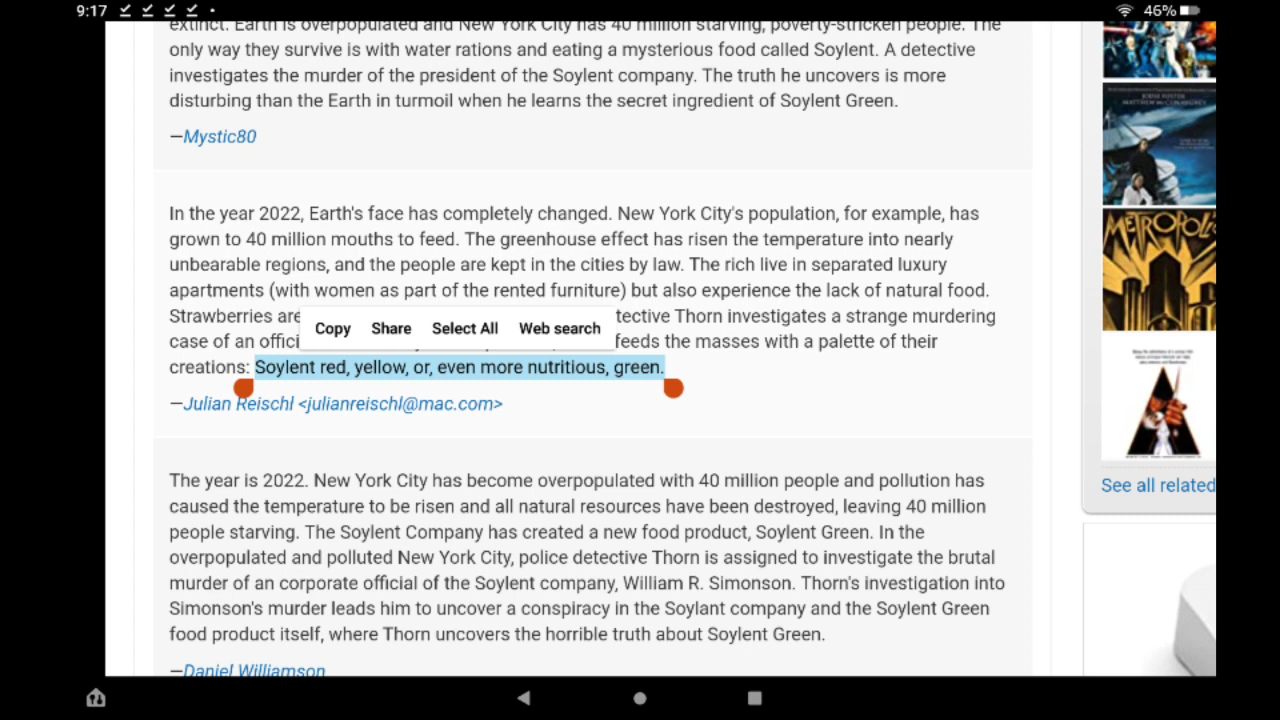 9:17
46%
extinct. Earth is overpopulated and New York City has 40 million starving, poverty-stricken people. The
only way they survive is with water rations and eating a mysterious food called Soylent. A detective
investigates the murder of the president of the Soylent company. The truth he uncovers is more
disturbing than the Earth in turmoil when he learns the secret ingredient of Soylent Green.
—Mystic80
In the year 2022, Earth's face has completely changed. New York City's population, for example, has
grown to 40 million mouths to feed. The greenhouse effect has risen the temperature into nearly
unbearable regions, and the people are kept in the cities by law. The rich live in separated luxury
apartments (with women as part of the rented furniture) but also experience the lack of natural food.
Strawberries are tective Thorn investigates a strange murdering
Copy Share Select All Web search
case of an offici feeds the masses with a palette of their
creations: Soylent red, yellow, or, even more nutritious, green.
—Julian Reischl <julianreischl@mac.com>
The year is 2022. New York City has become overpopulated with 40 million people and pollution has
caused the temperature to be risen and all natural resources have been destroyed, leaving 40 million
people starving. The Soylent Company has created a new food product, Soylent Green. In the
overpopulated and polluted New York City, police detective Thorn is assigned to investigate the brutal
murder of an corporate official of the Soylent company, William R. Simonson. Thorn's investigation into
Simonson's murder leads him to uncover a conspiracy in the Soylant company and the Soylent Green
food product itself, where Thorn uncovers the horrible truth about Soylent Green.
—Daniel Williamson
JODIE FOSTER
MATTHEW McCONAUGHEY
METROPOLIS
See all related